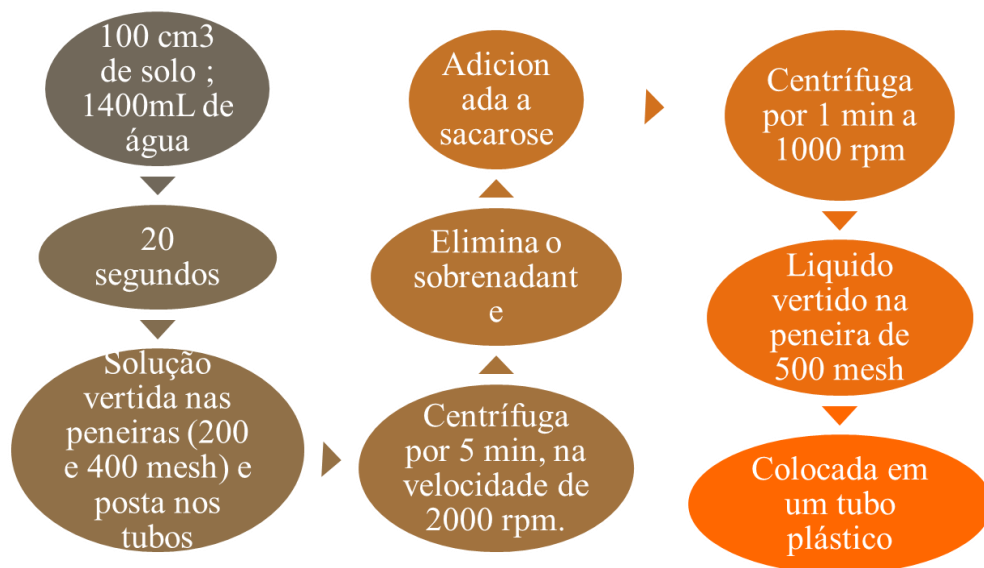 100 cm3
de solo ;
1400mL de
água
20
segundos
Solução
vertida nas
peneiras (200
e 400 mesh) e
posta nos
tubos
Centrífuga
por 5 min, na
velocidade de
2000 rpm.
Elimina o
sobrenadant
e
Adicion
ada a
sacarose
Centrífuga
por 1 min a
1000 rpm
Liquido
vertido na
peneira de
500 mesh
Colocada em
um tubo
plástico